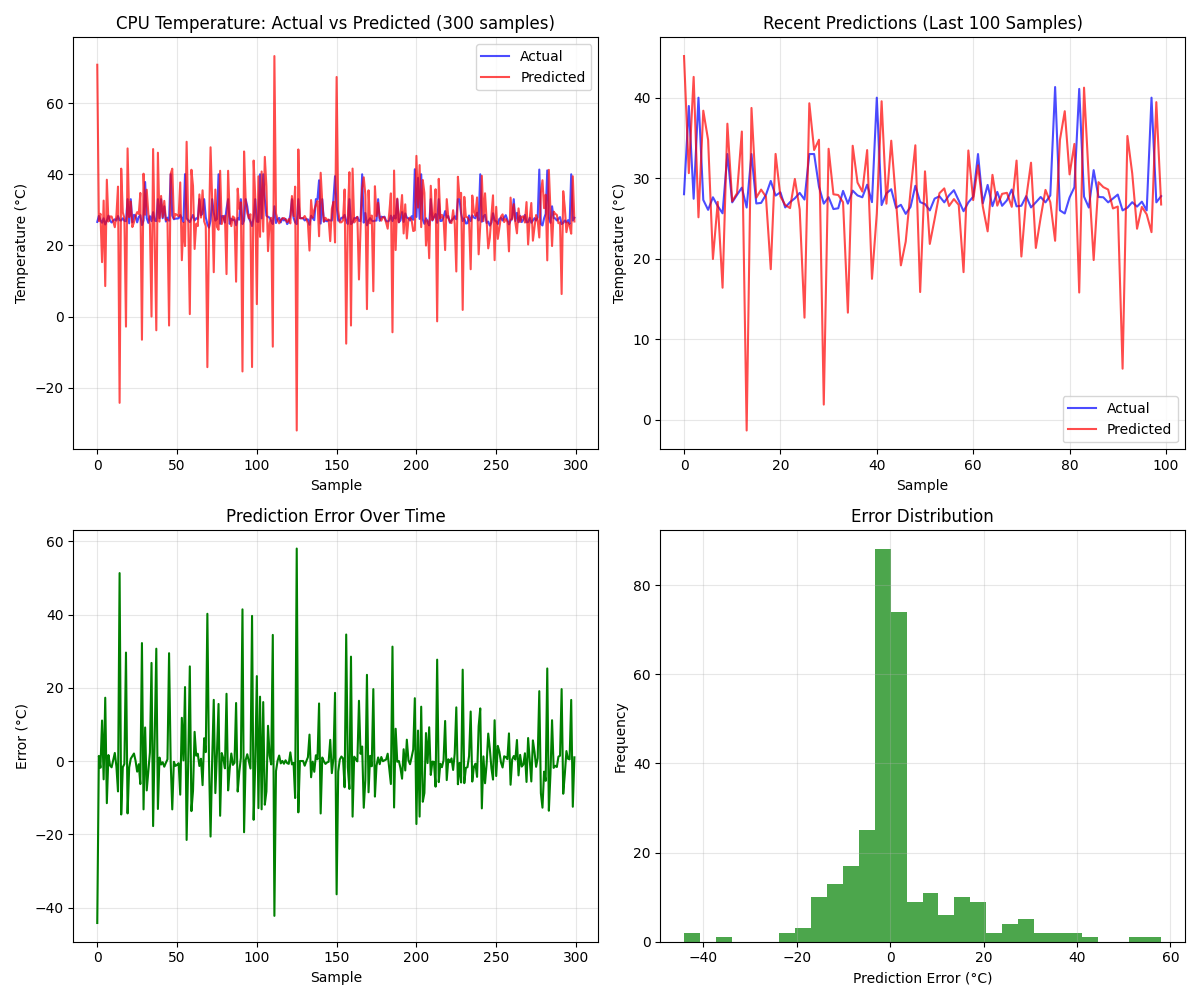 CPU Temperature: Actual vs Predicted (300 samples)
Temperature (°C)
60
40
20
0
−20
0
50
100
150
200
250
300
Sample
Actual
Predicted
Recent Predictions (Last 100 Samples)
Temperature (°C)
40
30
20
10
0
0
20
40
60
80
100
Sample
Actual
Predicted
Prediction Error Over Time
Error (°C)
60
40
20
0
−20
−40
0
50
100
150
200
250
300
Sample
Error Distribution
Frequency
80
60
40
20
0
−40
−20
0
20
40
60
Prediction Error (°C)